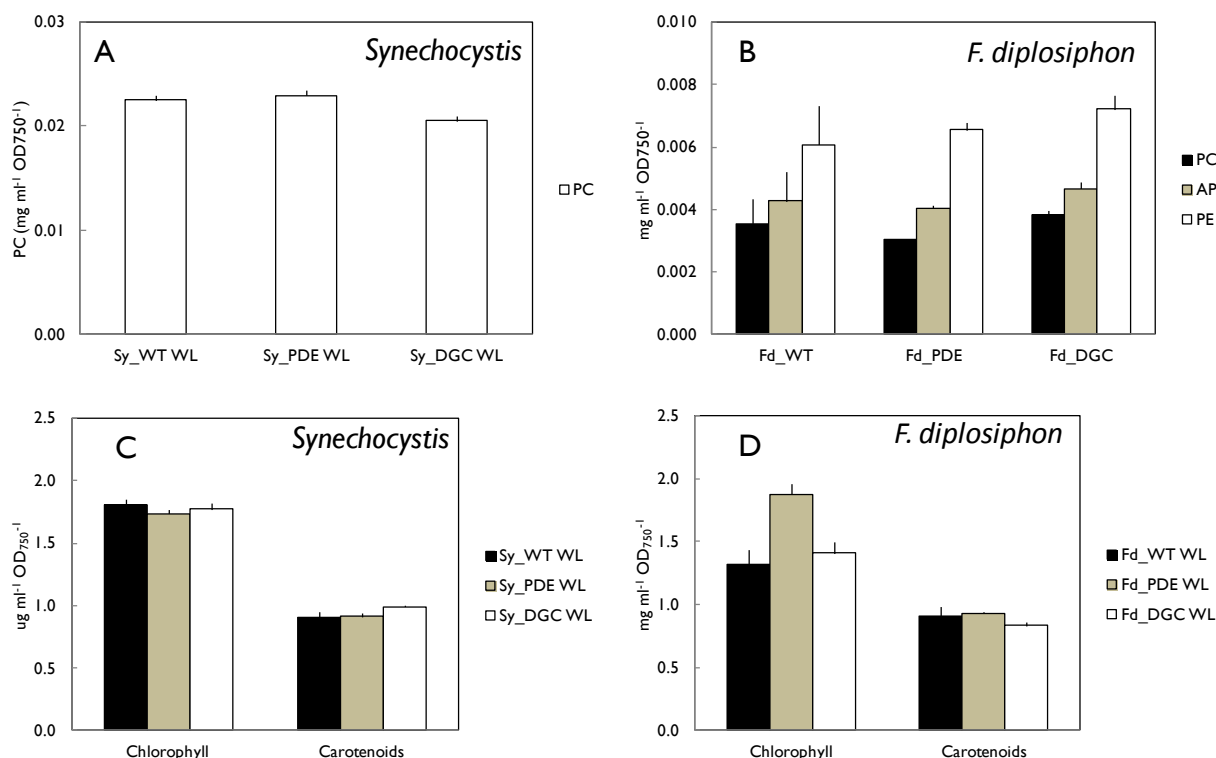 A
Synechocystis
PC (mg ml-1 OD750-1)
0.03
0.02
0.01
0.00
Sy_WT WL
Sy_PDE WL
Sy_DGC WL
PC
B
F. diplosiphon
mg ml-1 OD750-1
0.010
0.008
0.006
0.004
0.002
0.000
Fd_WT
Fd_PDE
Fd_DGC
PC
AP
PE
C
Synechocystis
ug ml-1 OD750-1
2.5
2.0
1.5
1.0
0.5
0.0
Chlorophyll
Carotenoids
Sy_WT WL
Sy_PDE WL
Sy_DGC WL
D
F. diplosiphon
mg ml-1 OD750-1
2.5
2.0
1.5
1.0
0.5
0.0
Chlorophyll
Carotenoids
Fd_WT WL
Fd_PDE WL
Fd_DGC WL